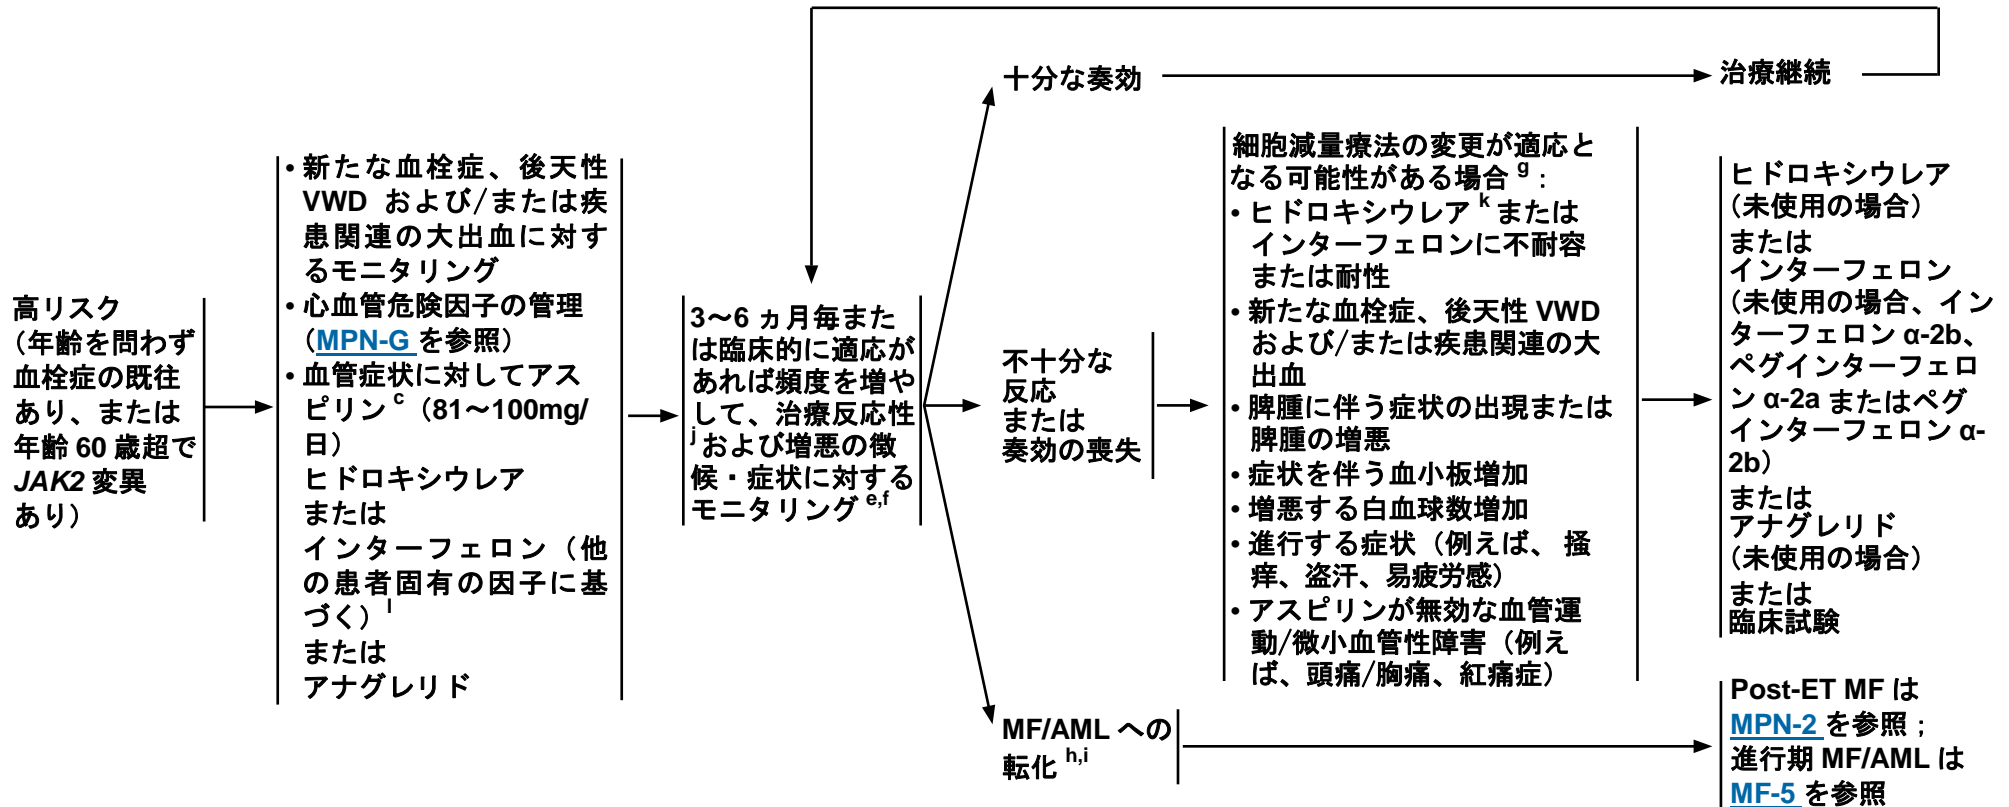 高リスク
（年齢を問わず
血栓症の既往
あり、または
年齢 60 歳超で
JAK2 変異
あり）
• 新たな血栓症、後天性
VWD および/または疾
患関連の大出血に対す
るモニタリング
• 心血管危険因子の管理
（MPN-G を参照）
• 血管症状に対してアス
ピリン c （81～100mg/
日）
ヒドロキシウレア
または
インターフェロン（他
の患者固有の因子に基
づく）l
または
アナグレリド
3～6 ヵ月毎また
は臨床的に適応が
あれば頻度を増や
して、治療反応性
j および増悪の徴
候・症状に対する
モニタリング e,f
十分な奏効
治療継続
不十分な
反応
または
奏効の喪失
細胞減量療法の変更が適応と
なる可能性がある場合 g：
• ヒドロキシウレア k または
インターフェロンに不耐容
または耐性
• 新たな血栓症、後天性 VWD
および/または疾患関連の大
出血
• 脾腫に伴う症状の出現または
脾腫の増悪
• 症状を伴う血小板増加
• 増悪する白血球数増加
• 進行する症状（例えば、 掻
痒、盗汗、易疲労感）
• アスピリンが無効な血管運
動/微小血管性障害（例え
ば、頭痛/胸痛、紅痛症）
ヒドロキシウレア
（未使用の場合）
または
インターフェロン
（未使用の場合、イン
ターフェロン α-2b、
ペグインターフェロ
ン α-2a またはペグ
インターフェロン α-
2b）
または
アナグレリド
（未使用の場合）
または
臨床試験
MF/AML への
転化 h,i
Post-ET MF は
MPN-2 を参照；
進行期 MF/AML は
MF-5 を参照